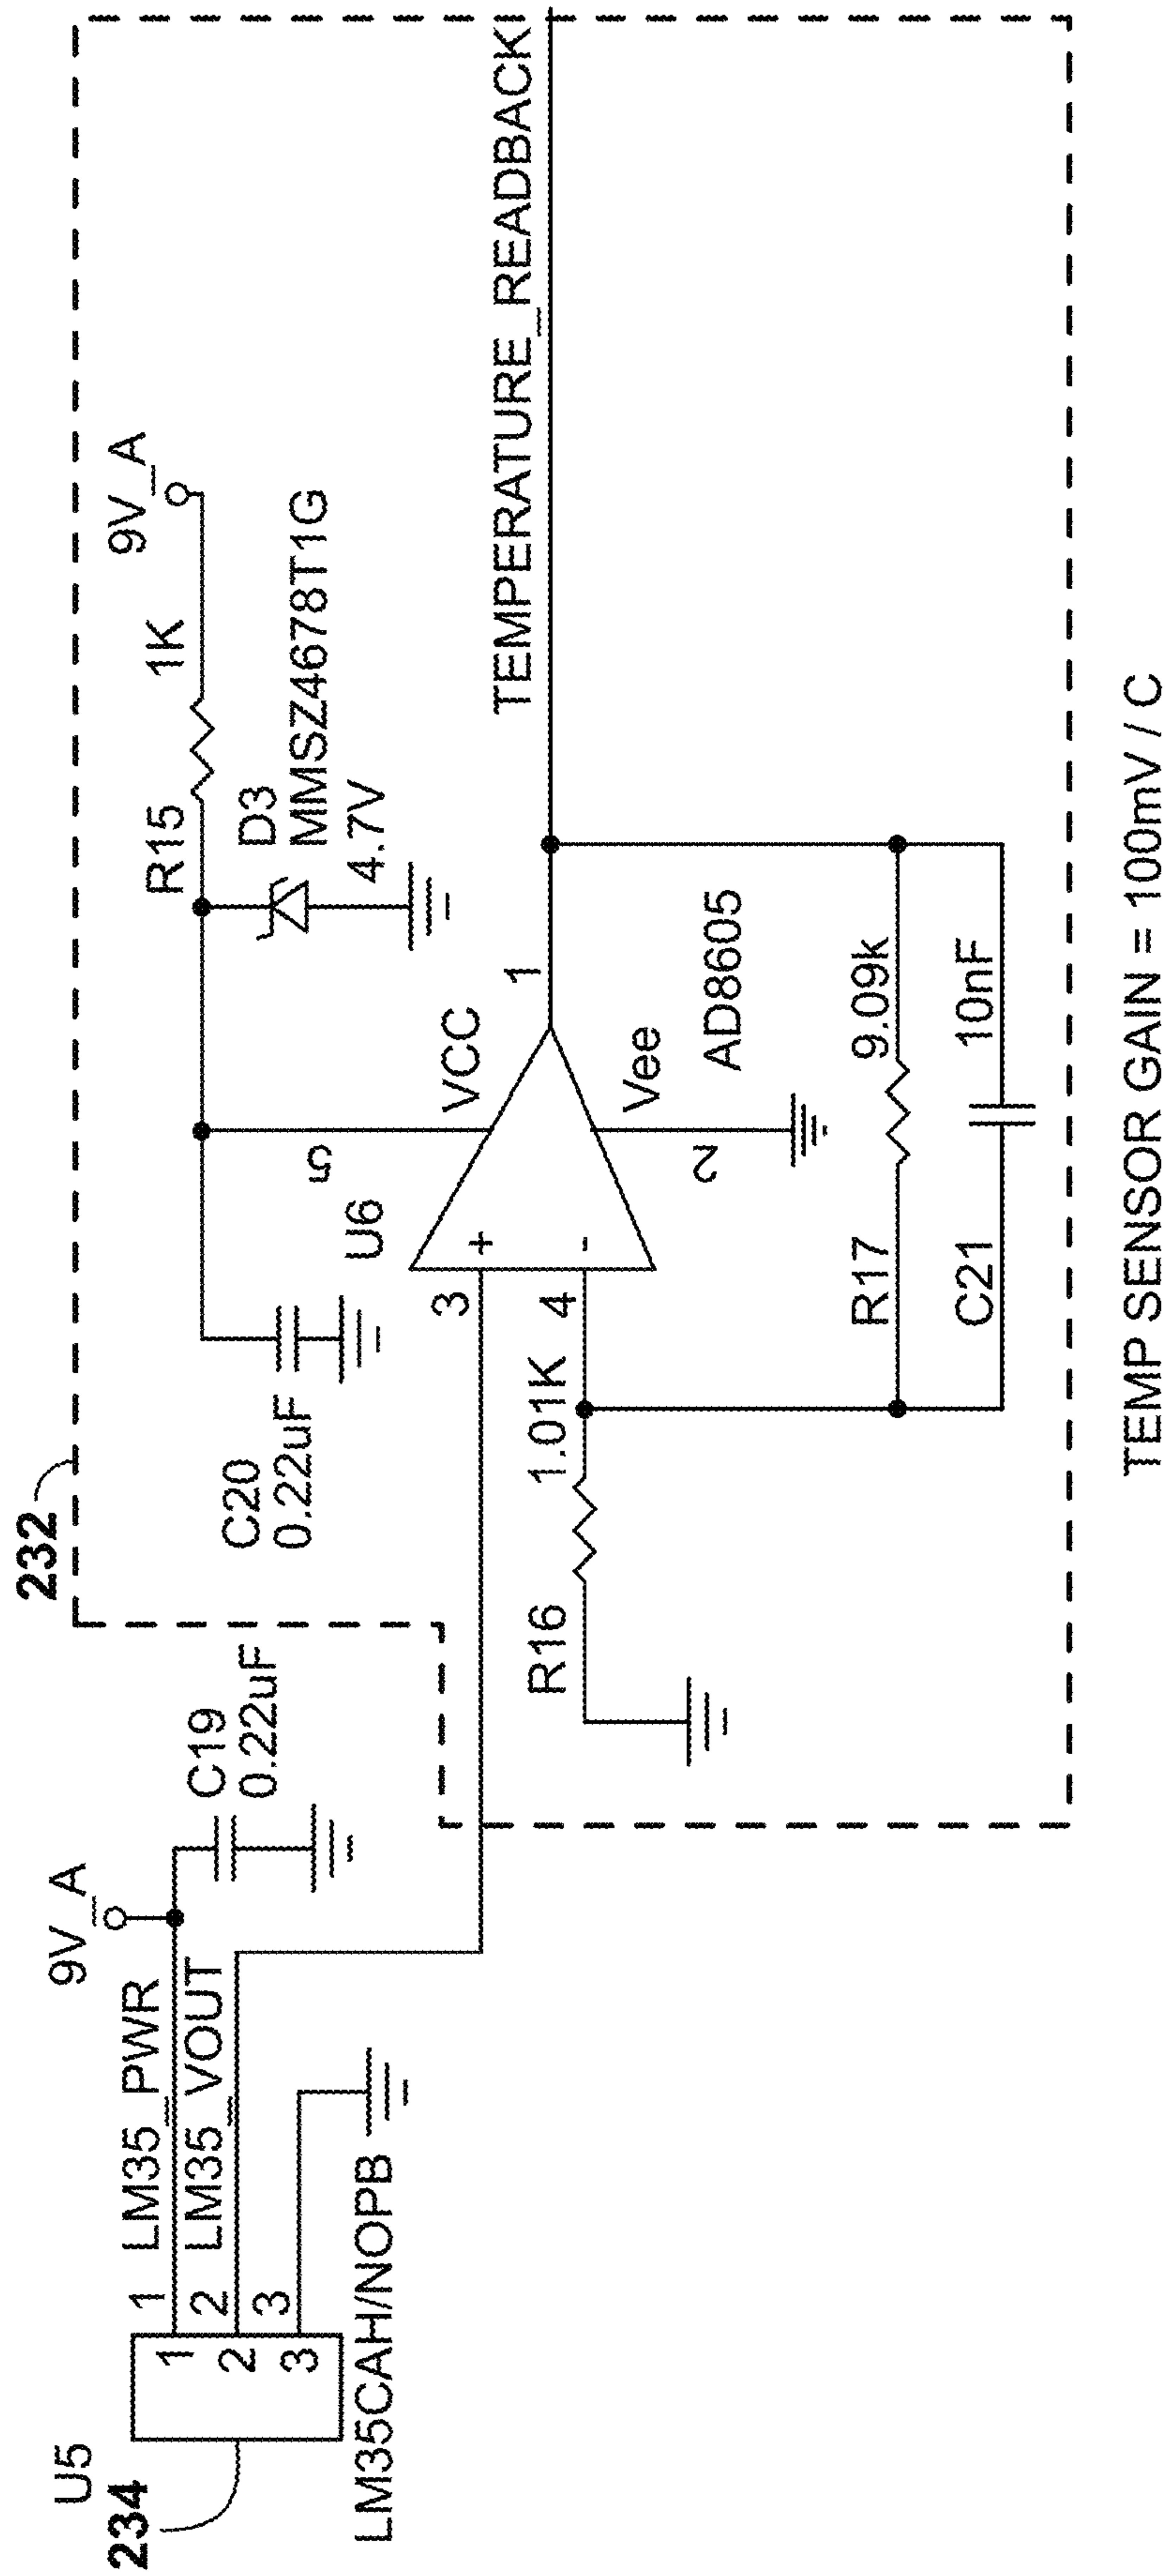 232
9V_A
1K
R15
D3
MMSZ4678T1G
4.7V
C20
0.22uF
U6
5
VCC
3
+
4
-
1
TEMPERATURE_READBACK
Vee
2
AD8605
R16
1.01K
R17
9.09k
C21
10nF
9V_A
C19
0.22uF
LM35_PWR
LM35_VOUT
U5
234
1
2
3
1
2
3
LM35CAH/NOPB
TEMP SENSOR GAIN = 100mV / C